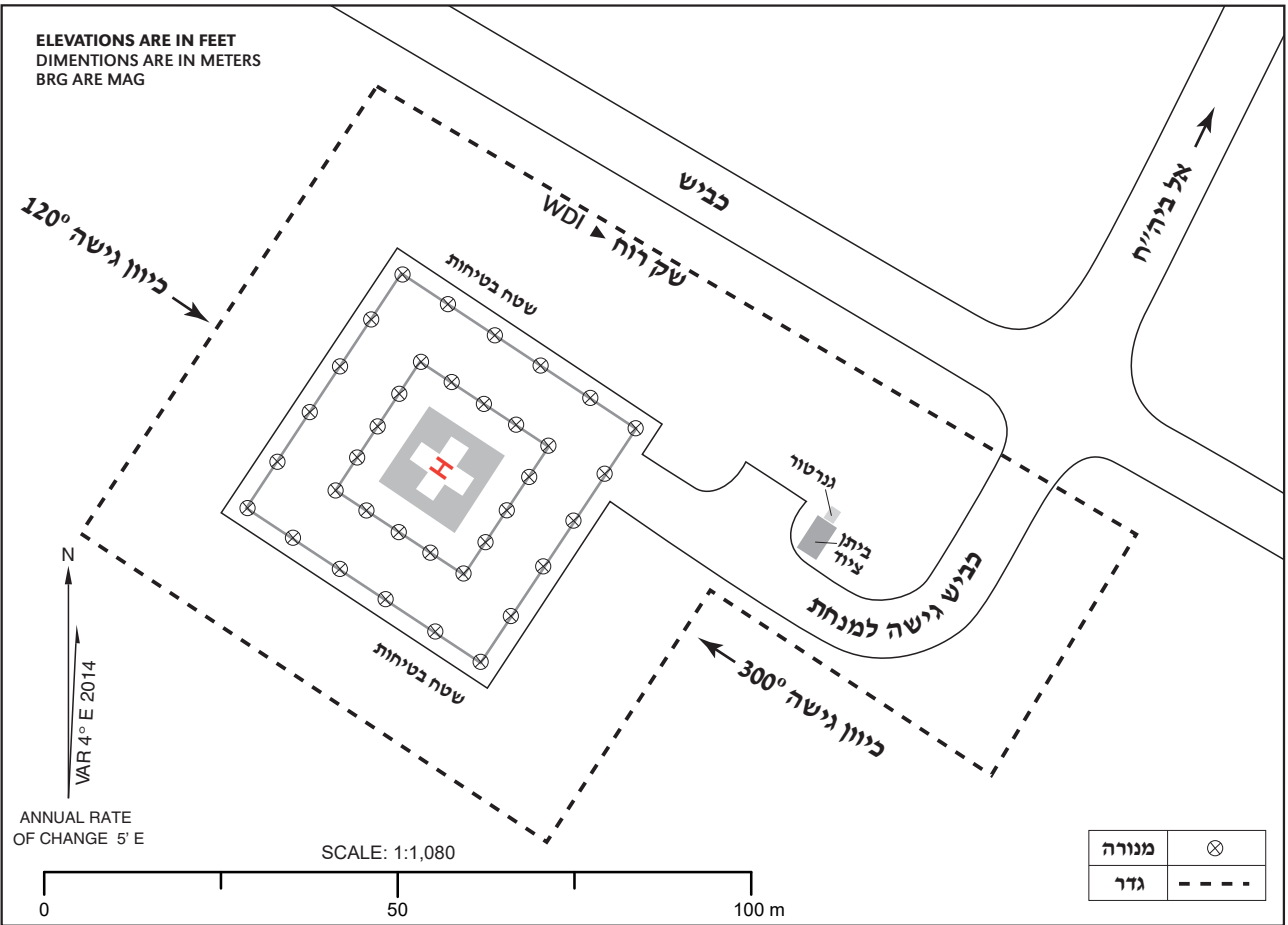 ELEVATIONS ARE IN FEET
DIMENTIONS ARE IN METERS
BRG ARE MAG
כביש
אל ביה״ח
WDI ◄ שק רוח
כיוון גישה 120°
שטח בטיחות
H
גנרטור
ביתן
ציוד
כביש גישה למנחת
שטח בטיחות
כיוון גישה 300°
N
VAR 4° E 2014
ANNUAL RATE
OF CHANGE 5' E
SCALE: 1:1,080
0 50 100 m
מנורה
גדר